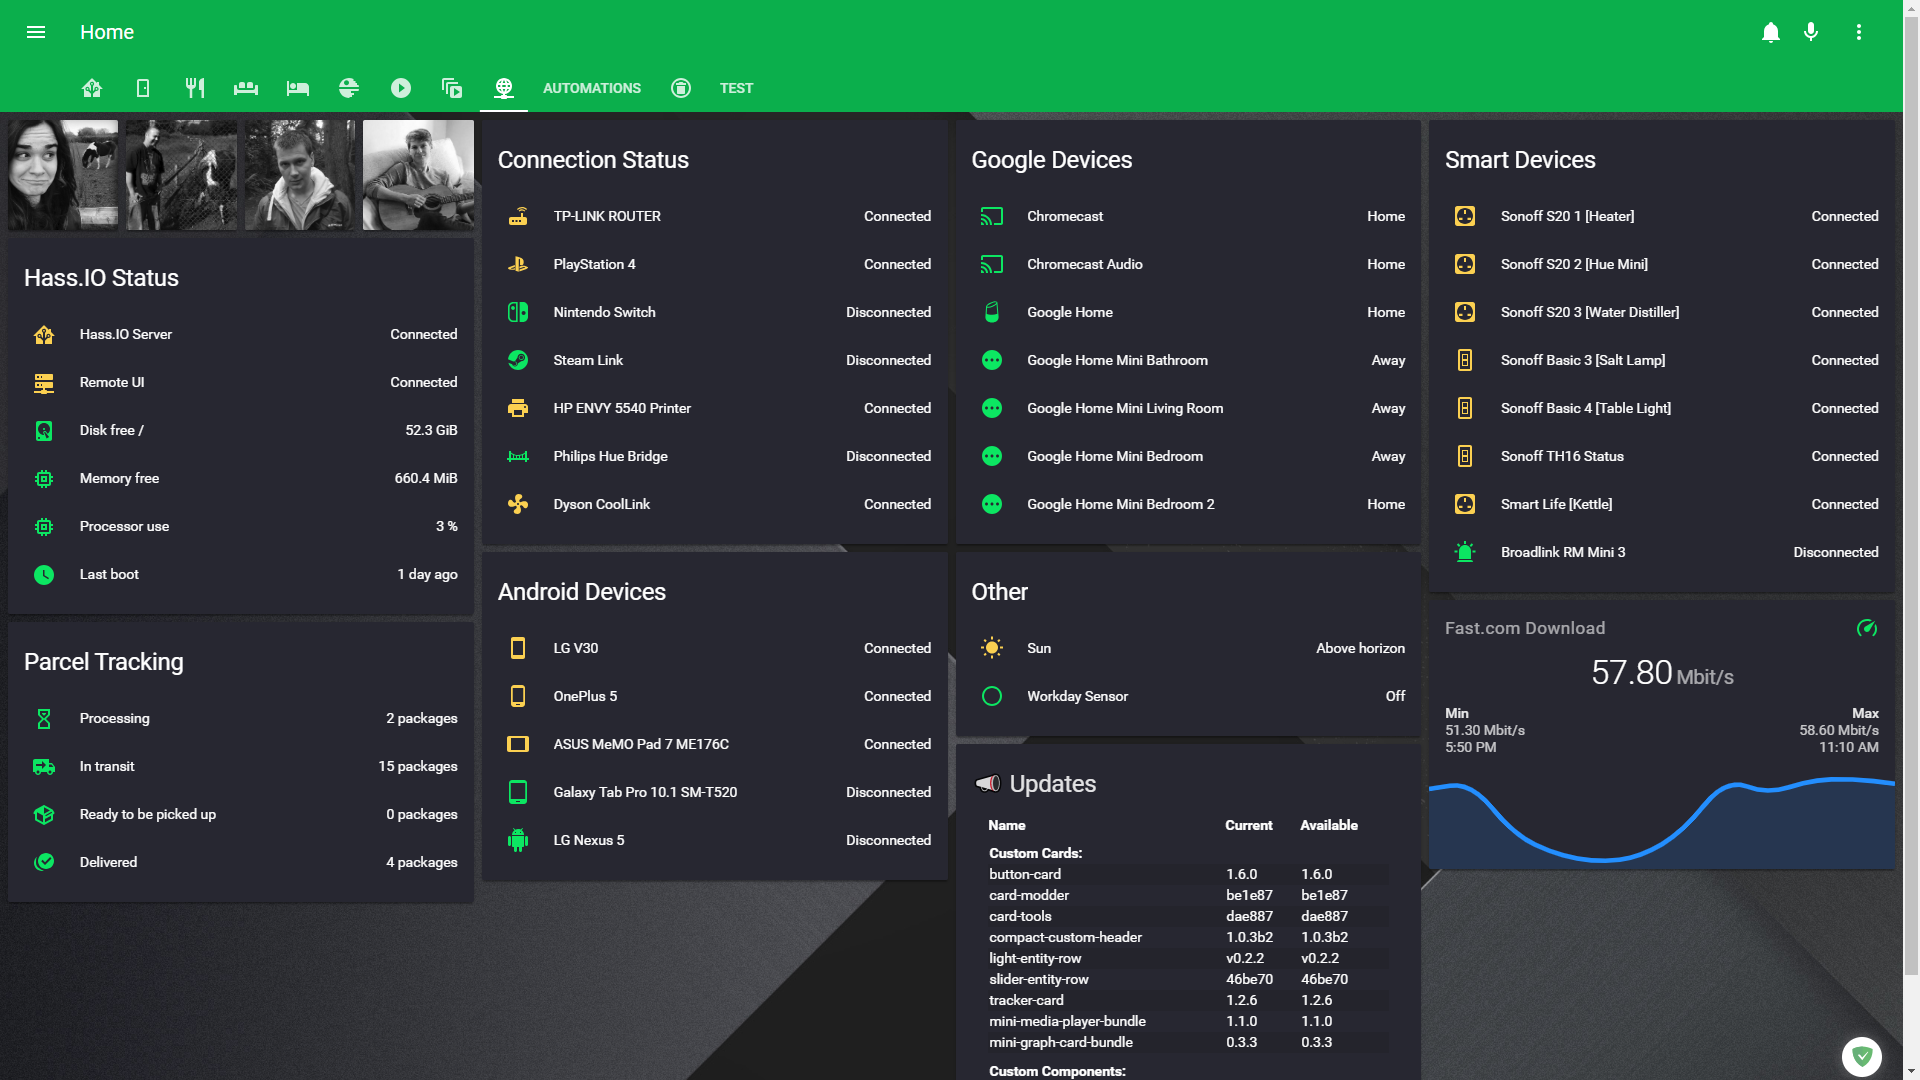 Home
AUTOMATIONS
TEST
Hass.IO Status
Hass.IO Server Connected
Remote UI Connected
Disk free / 52.3 GiB
Memory free 660.4 MiB
Processor use 3 %
Last boot 1 day ago
Parcel Tracking
Processing 2 packages
In transit 15 packages
Ready to be picked up 0 packages
Delivered 4 packages
Connection Status
TP-LINK ROUTER Connected
PlayStation 4 Connected
Nintendo Switch Disconnected
Steam Link Disconnected
HP ENVY 5540 Printer Connected
Philips Hue Bridge Disconnected
Dyson CoolLink Connected
Android Devices
LG V30 Connected
OnePlus 5 Connected
ASUS MeMO Pad 7 ME176C Connected
Galaxy Tab Pro 10.1 SM-T520 Disconnected
LG Nexus 5 Disconnected
Google Devices
Chromecast Home
Chromecast Audio Home
Google Home Home
Google Home Mini Bathroom Away
Google Home Mini Living Room Away
Google Home Mini Bedroom Away
Google Home Mini Bedroom 2 Home
Other
Sun Above horizon
Workday Sensor Off
Updates
Name Current Available
Custom Cards:
button-card 1.6.0 1.6.0
card-modder be1e87 be1e87
card-tools dae887 dae887
compact-custom-header 1.0.3b2 1.0.3b2
light-entity-row v0.2.2 v0.2.2
slider-entity-row 46be70 46be70
tracker-card 1.2.6 1.2.6
mini-media-player-bundle 1.1.0 1.1.0
mini-graph-card-bundle 0.3.3 0.3.3
Custom Components:
Smart Devices
Sonoff S20 1 [Heater] Connected
Sonoff S20 2 [Hue Mini] Connected
Sonoff S20 3 [Water Distiller] Connected
Sonoff Basic 3 [Salt Lamp] Connected
Sonoff Basic 4 [Table Light] Connected
Sonoff TH16 Status Connected
Smart Life [Kettle] Connected
Broadlink RM Mini 3 Disconnected
Fast.com Download
57.80 Mbit/s
Min Max
51.30 Mbit/s 58.60 Mbit/s
5:50 PM 11:10 AM